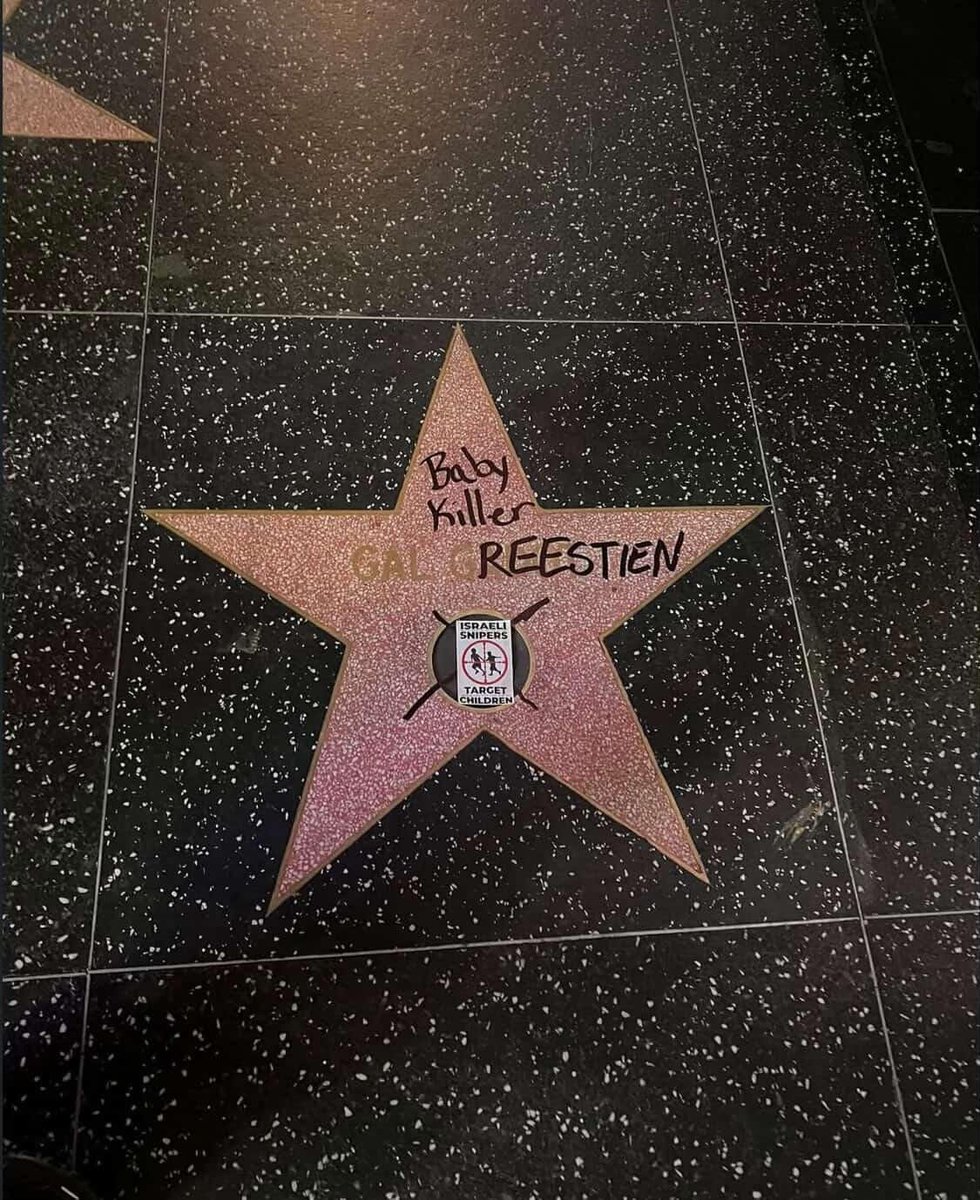 Baby
Killer
GAL GREESTIEN
ISRAELI
SNIPERS
TARGET
CHILDREN